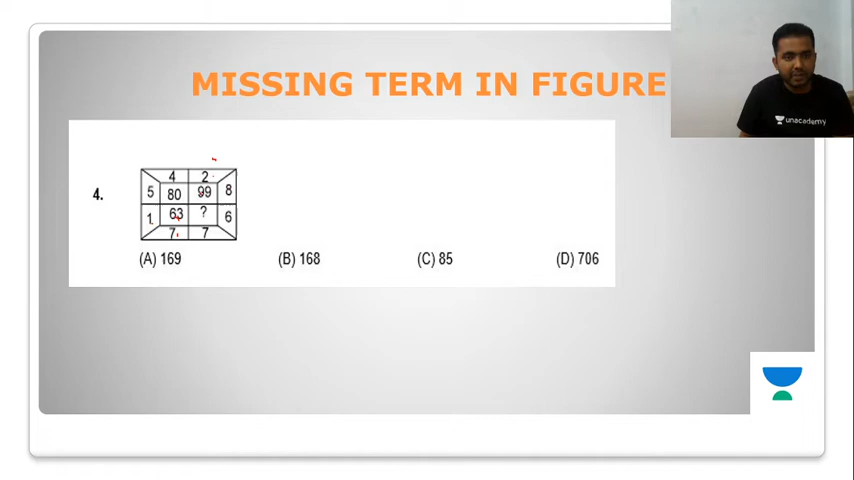 MISSING TERM IN FIGURE
unacademy
4.
4 2
5 80 99 8
1 63 ? 6
7 7
(A) 169 (B) 168 (C) 85 (D) 706